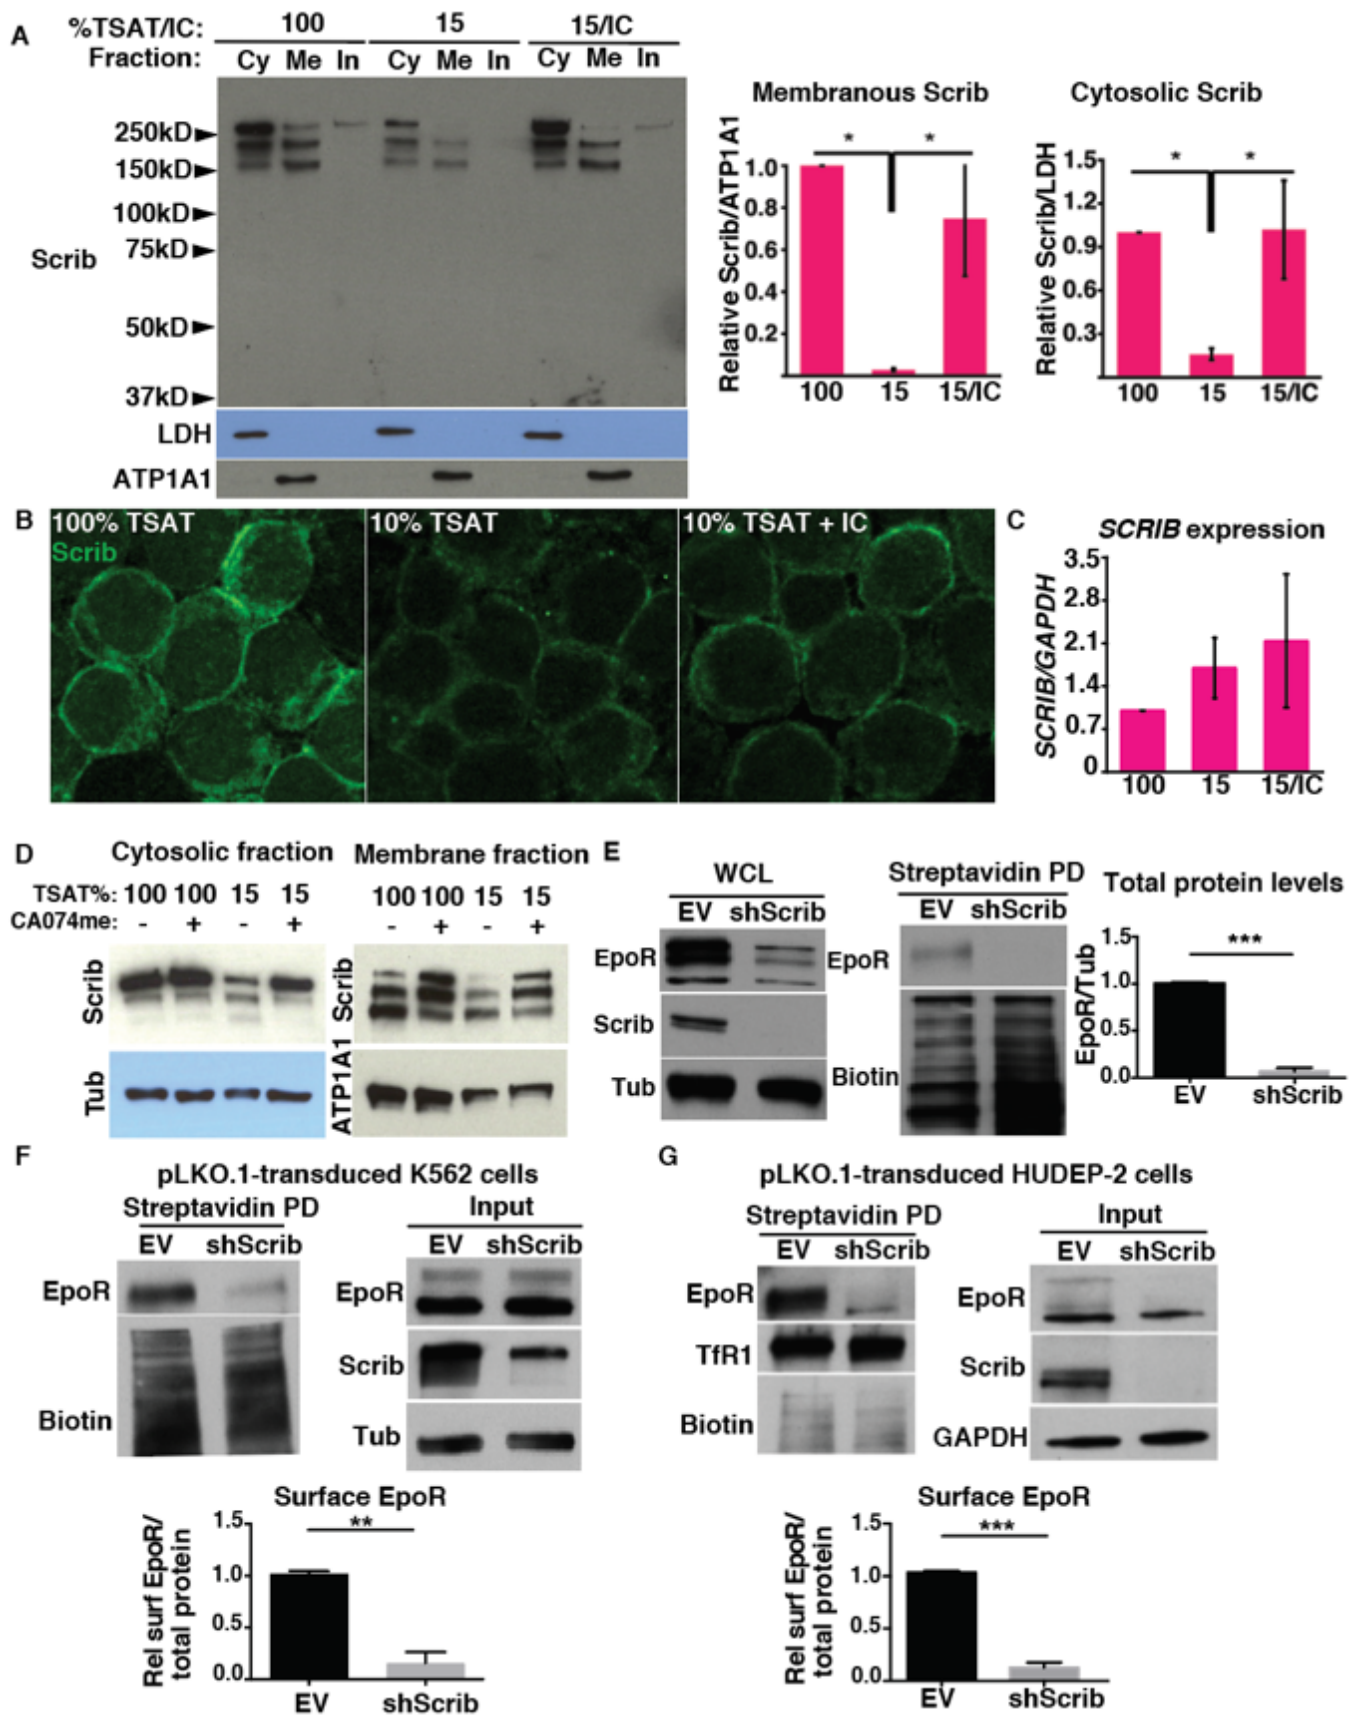 A
%TSAT/IC: 100 15 15/IC
Fraction: Cy Me In Cy Me In Cy Me In
250kD
150kD
100kD
75kD
50kD
37kD
Scrib
LDH
ATP1A1
Membranous Scrib
Relative Scrib/ATP1A1
* *
1.0
0.8
0.6
0.4
0.2
100 15 15/IC
Cytosolic Scrib
Relative Scrib/LDH
* *
1.5
1.2
0.9
0.6
0.3
100 15 15/IC
B
100% TSAT
Scrib
10% TSAT
10% TSAT + IC
C
SCRIB expression
SCRIB/GAPDH
3.5
2.8
2.1
1.4
0.7
0
100 15 15/IC
D
Cytosolic fraction
Membrane fraction
TSAT%: 100 100 15 15 100 100 15 15
CA074me: - + - + - + - +
Scrib
Tub
Scrib
ATP1A1
E
WCL
EV shScrib
EpoR
Scrib
Tub
Streptavidin PD
EV shScrib
EpoR
Biotin
Total protein levels
EpoR/Tub
***
1.5
1.0
0.5
0.0
EV shScrib
F
pLKO.1-transduced K562 cells
Streptavidin PD
EV shScrib
EpoR
Biotin
Input
EV shScrib
EpoR
Scrib
Tub
Surface EpoR
Rel surf EpoR/
total protein
**
1.5
1.0
0.5
0.0
EV shScrib
G
pLKO.1-transduced HUDEP-2 cells
Streptavidin PD
EV shScrib
EpoR
TfR1
Biotin
Input
EV shScrib
EpoR
Scrib
GAPDH
Surface EpoR
Rel surf EpoR/
total protein
***
1.5
1.0
0.5
0.0
EV shScrib